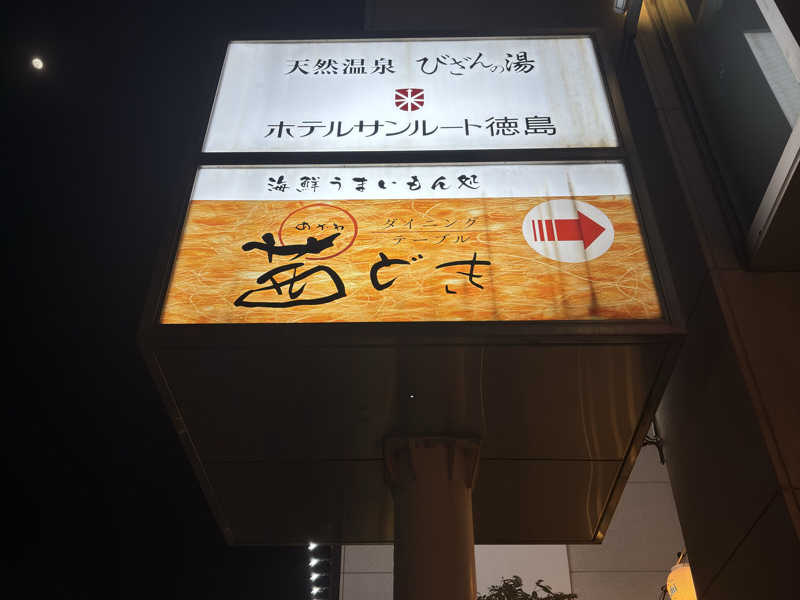 天然温泉 びざんの湯
ホテルサンルート徳島
海鮮うまいもん処
あかね
ダイニング
テーブル
茜どき